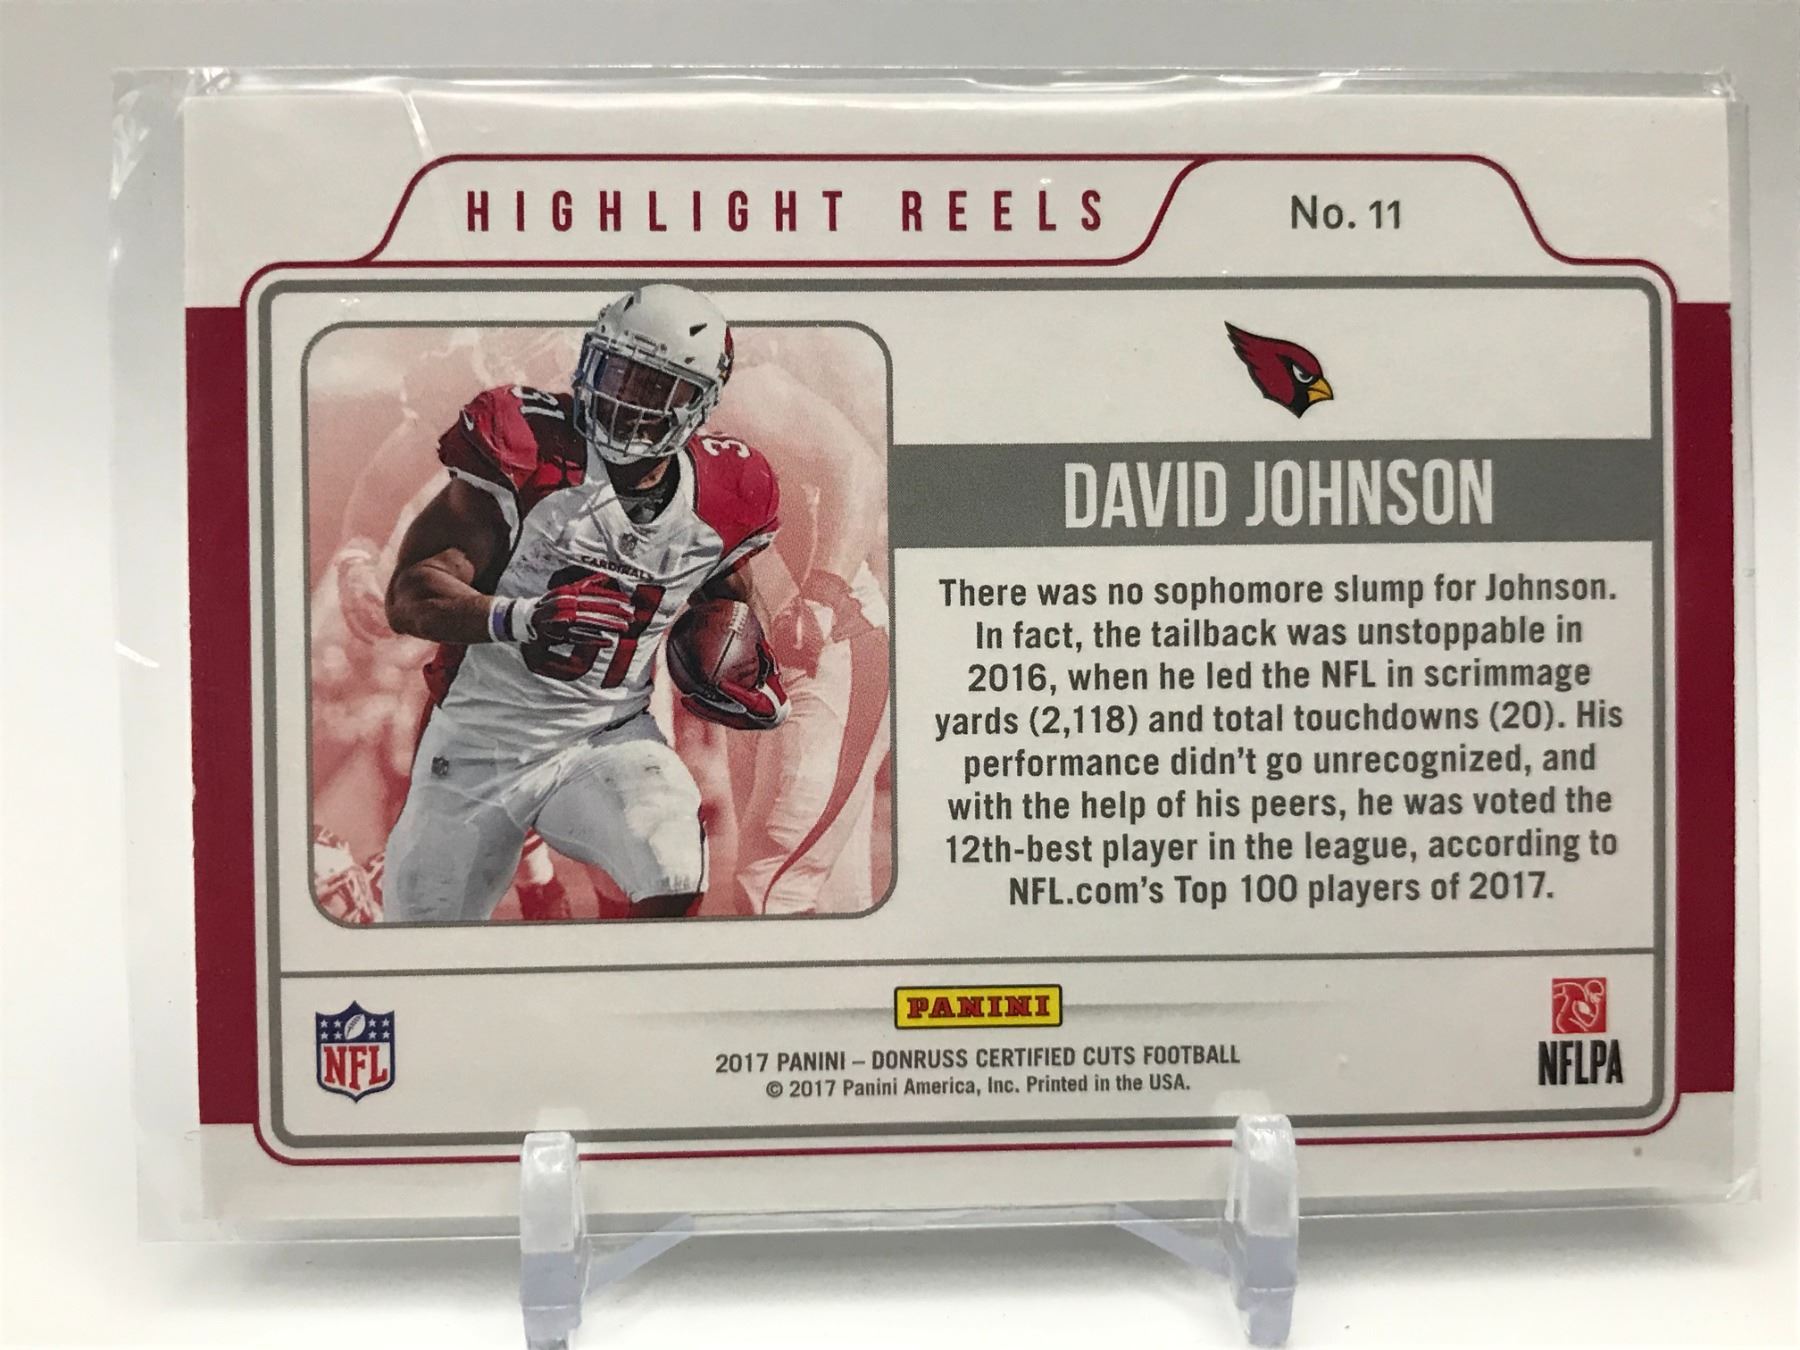 HIGHLIGHT REELS
No. 11
DAVID JOHNSON
There was no sophomore slump for Johnson.
In fact, the tailback was unstoppable in
2016, when he led the NFL in scrimmage
yards (2,118) and total touchdowns (20). His
performance didn't go unrecognized, and
with the help of his peers, he was voted the
12th-best player in the league, according to
NFL.com's Top 100 players of 2017.
31
3
CARDINALS
31
NFL
PANINI
2017 PANINI – DONRUSS CERTIFIED CUTS FOOTBALL
© 2017 Panini America, Inc. Printed in the USA.
NFLPA